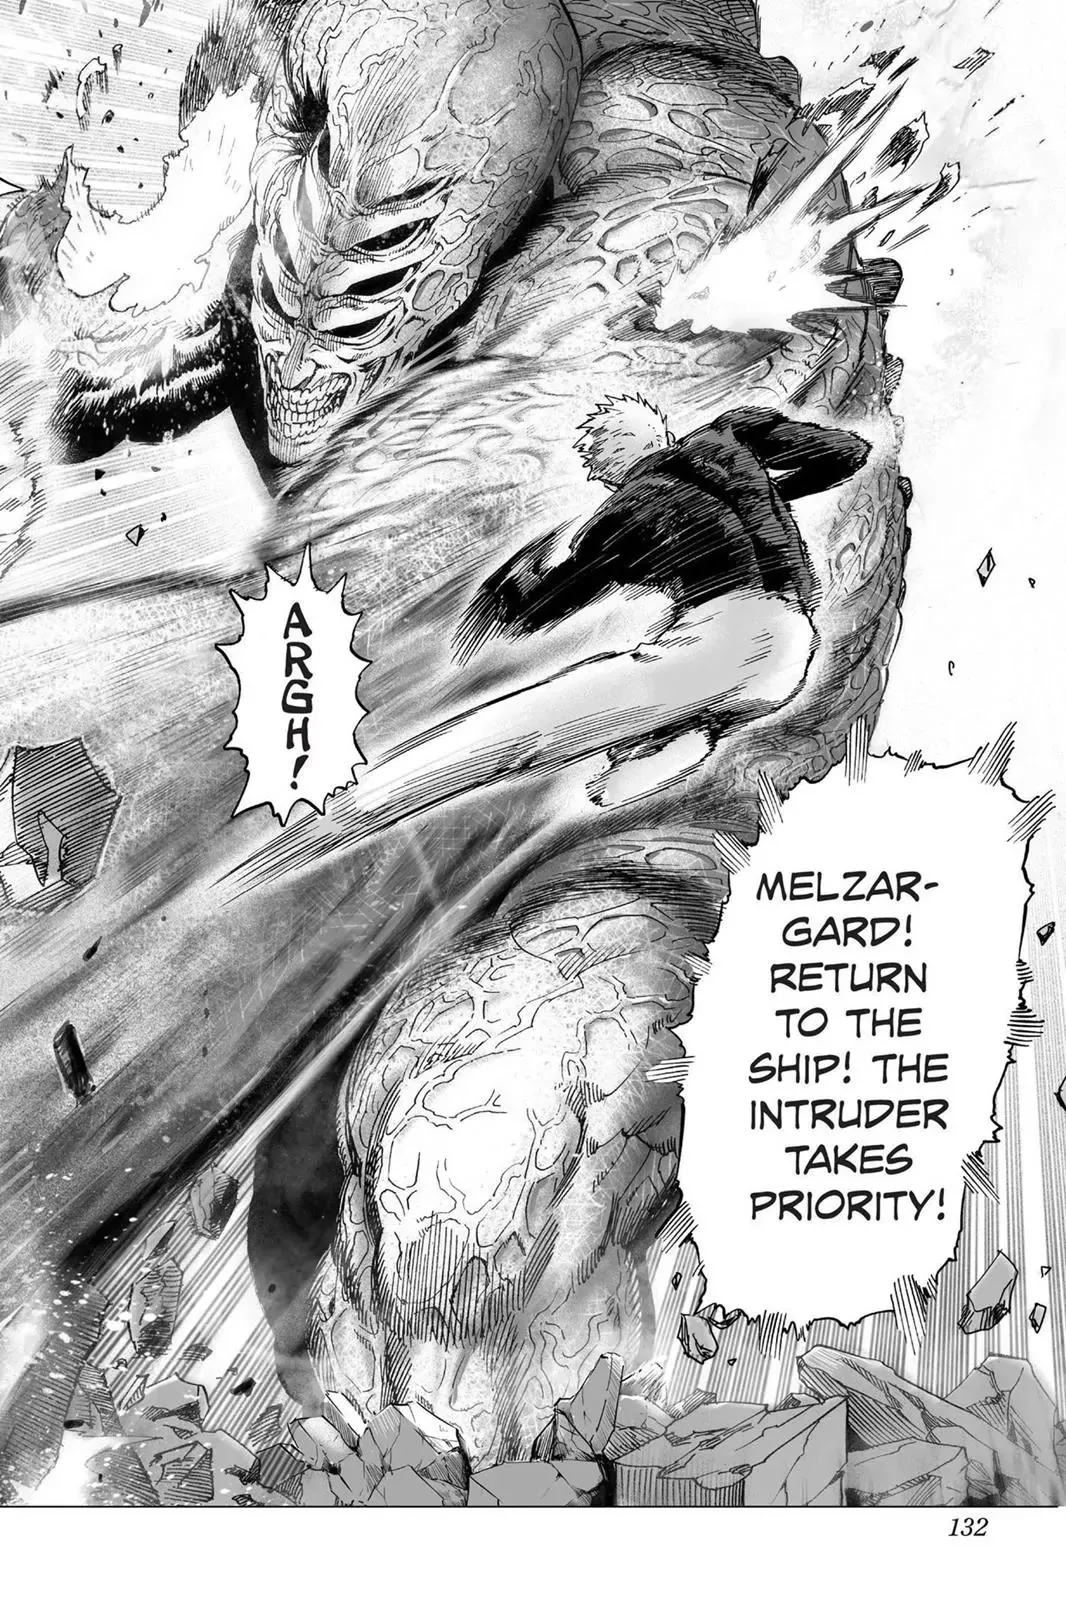 ARGH!
MELZAR-
GARD!
RETURN
TO THE
SHIP! THE
INTRUDER
TAKES
PRIORITY!
132